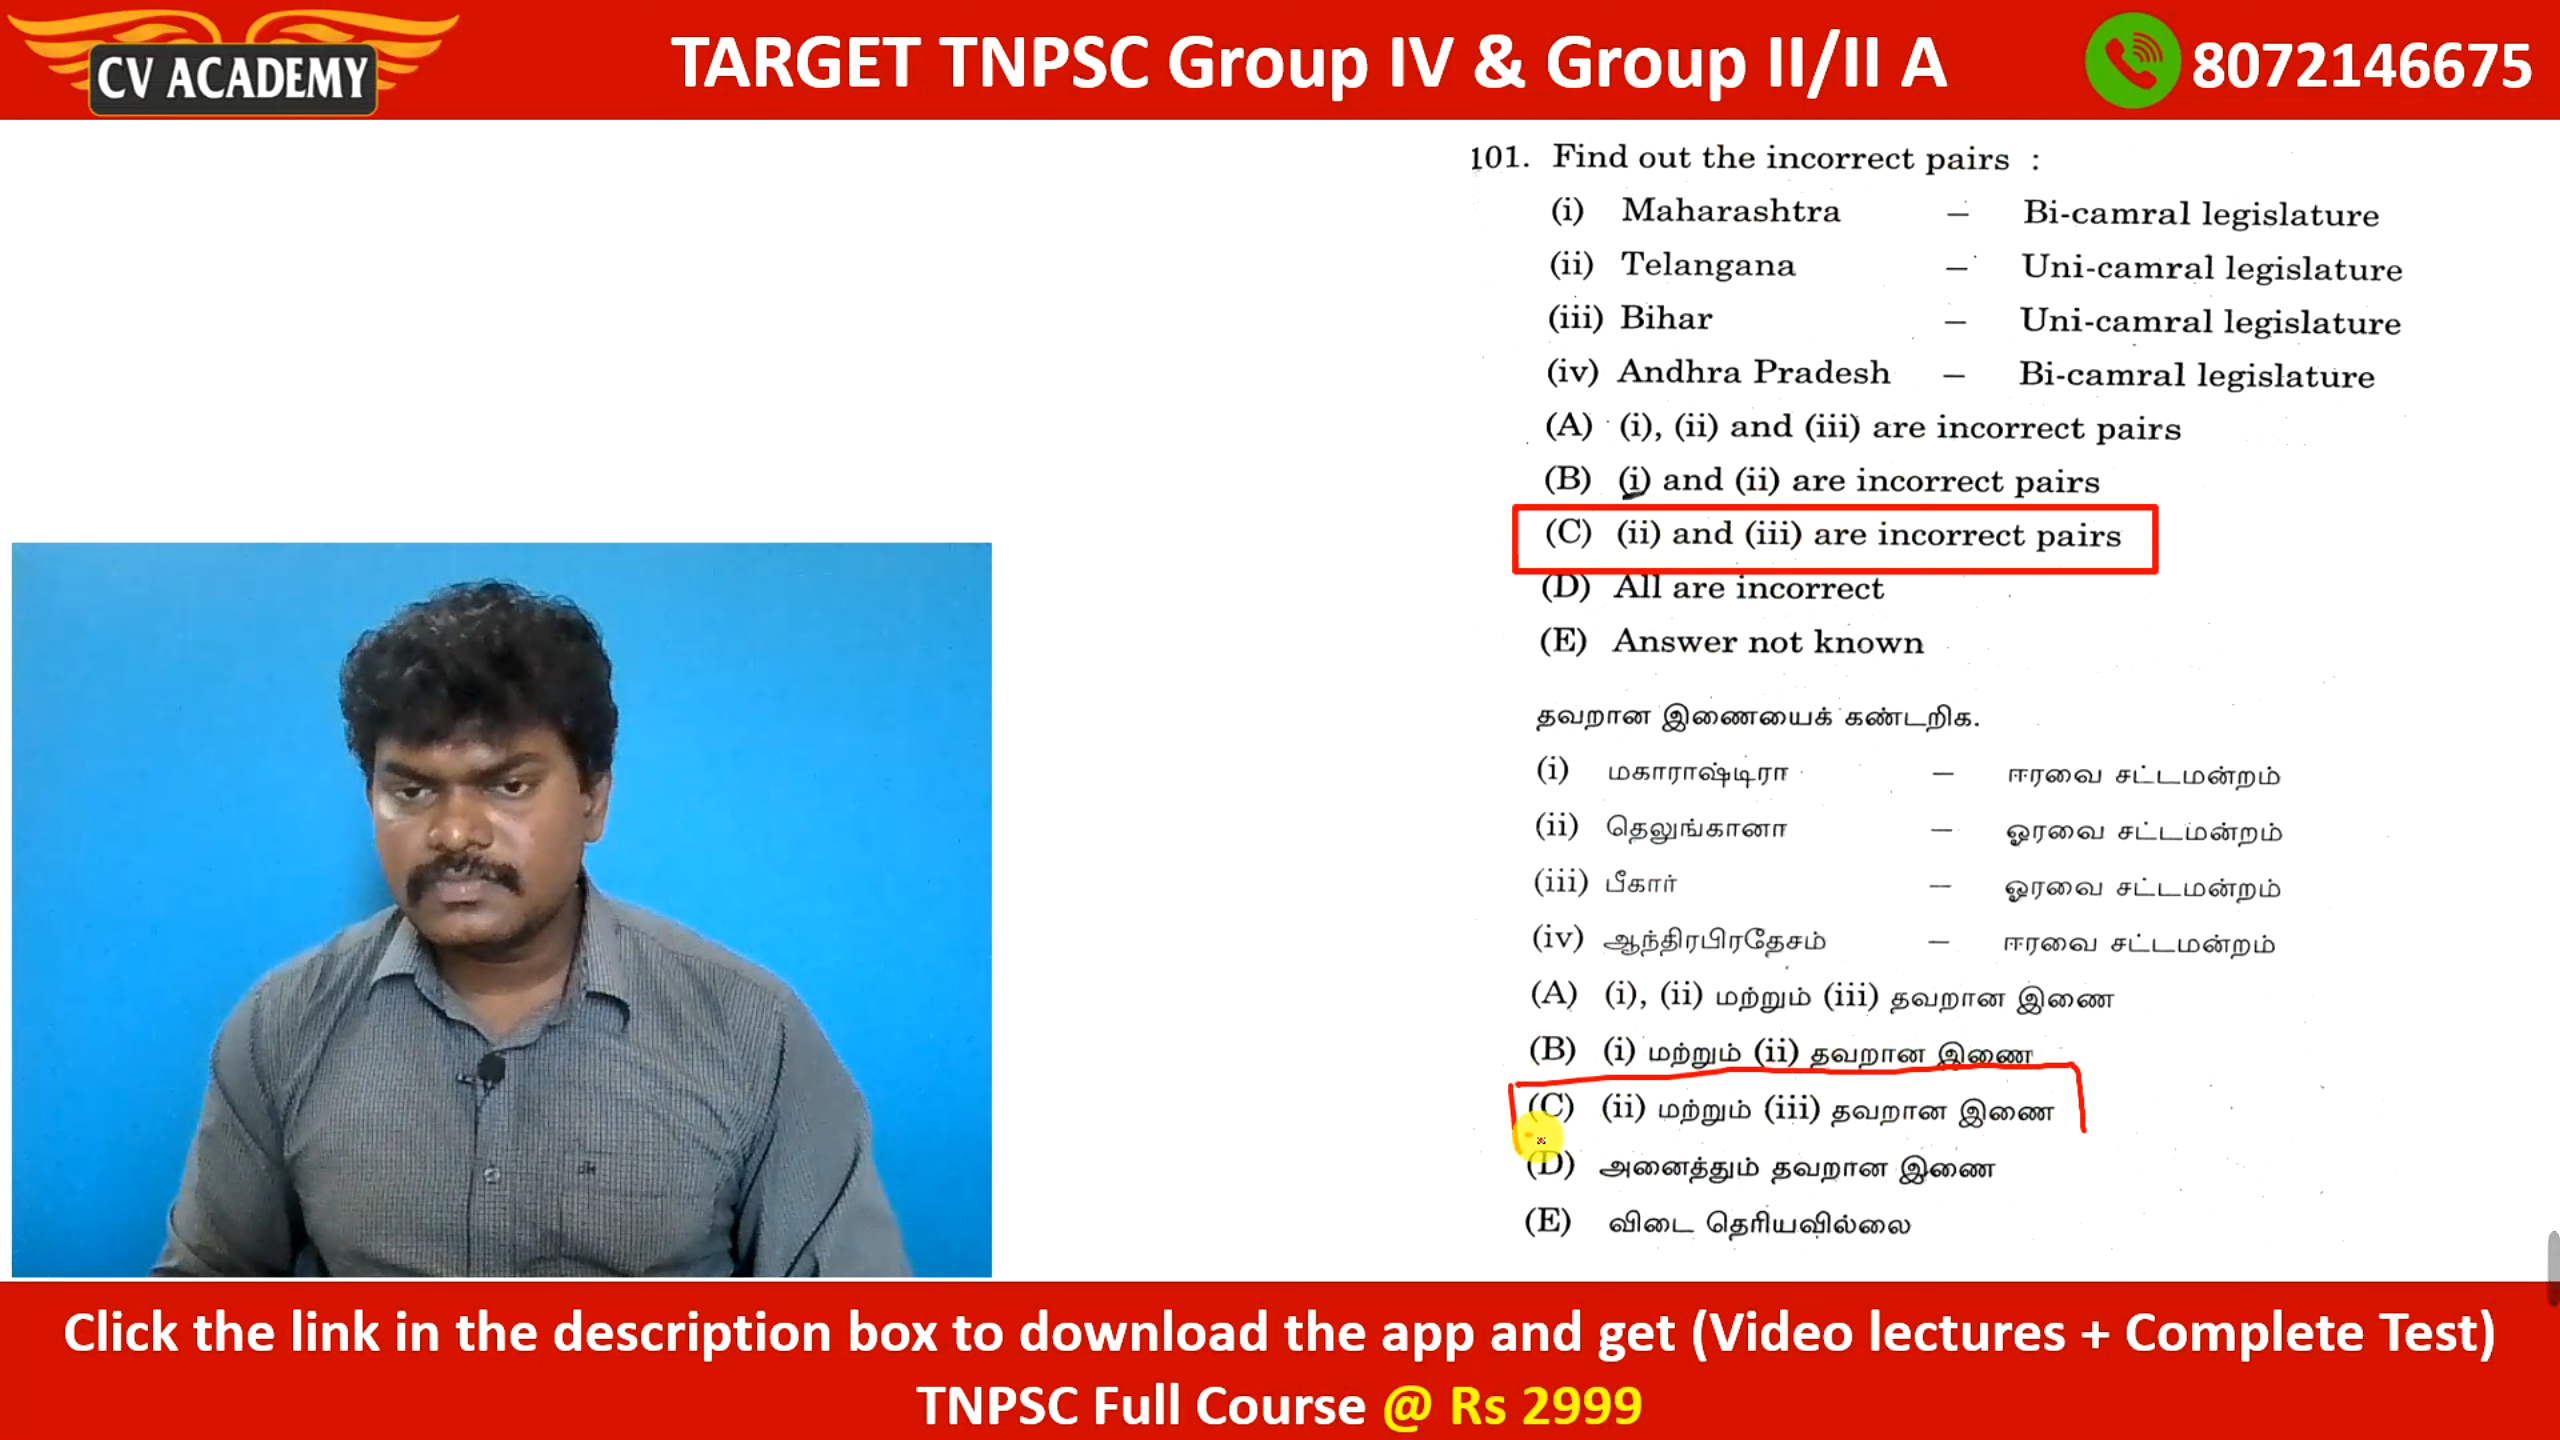 CV ACADEMY
TARGET TNPSC Group IV & Group II/II A
8072146675
101. Find out the incorrect pairs :
(i) Maharashtra – Bi-camral legislature
(ii) Telangana – Uni-camral legislature
(iii) Bihar – Uni-camral legislature
(iv) Andhra Pradesh – Bi-camral legislature
(A) (i), (ii) and (iii) are incorrect pairs
(B) (i) and (ii) are incorrect pairs
(C) (ii) and (iii) are incorrect pairs
(D) All are incorrect
(E) Answer not known
தவறான இணையைக் கண்டறிக.
(i) மகாராஷ்டிரா – ஈரவை சட்டமன்றம்
(ii) தெலுங்கானா – ஓரவை சட்டமன்றம்
(iii) பீகார் – ஓரவை சட்டமன்றம்
(iv) ஆந்திரபிரதேசம் – ஈரவை சட்டமன்றம்
(A) (i), (ii) மற்றும் (iii) தவறான இணை
(B) (i) மற்றும் (ii) தவறான இணை
(C) (ii) மற்றும் (iii) தவறான இணை
(D) அனைத்தும் தவறான இணை
(E) விடை தெரியவில்லை
Click the link in the description box to download the app and get (Video lectures + Complete Test)
TNPSC Full Course @ Rs 2999